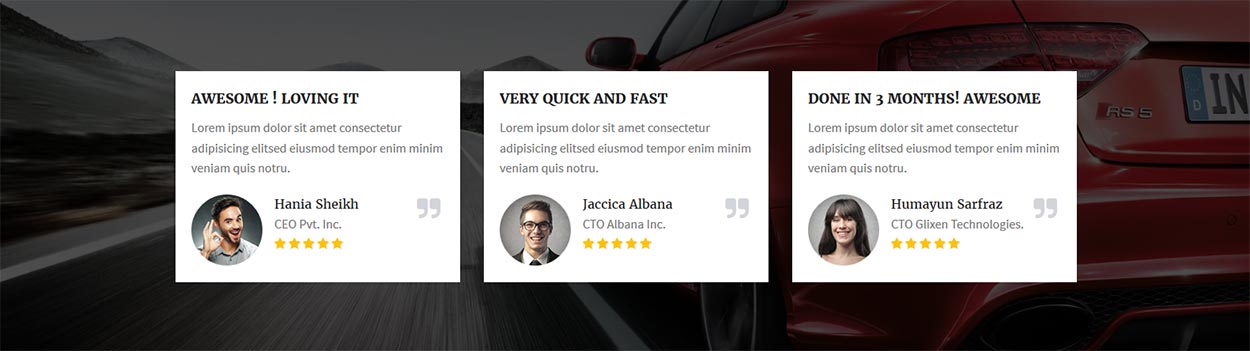 AWESOME ! LOVING IT
Lorem ipsum dolor sit amet consectetur
adipisicing elitsed eiusmod tempor enim minim
veniam quis notru.
Hania Sheikh
CEO Pvt. Inc.
VERY QUICK AND FAST
Lorem ipsum dolor sit amet consectetur
adipisicing elitsed eiusmod tempor enim minim
veniam quis notru.
Jaccica Albana
CTO Albana Inc.
DONE IN 3 MONTHS! AWESOME
Lorem ipsum dolor sit amet consectetur
adipisicing elitsed eiusmod tempor enim minim
veniam quis notru.
Humayun Sarfraz
CTO Glixen Technologies.
RS 5
D
IN